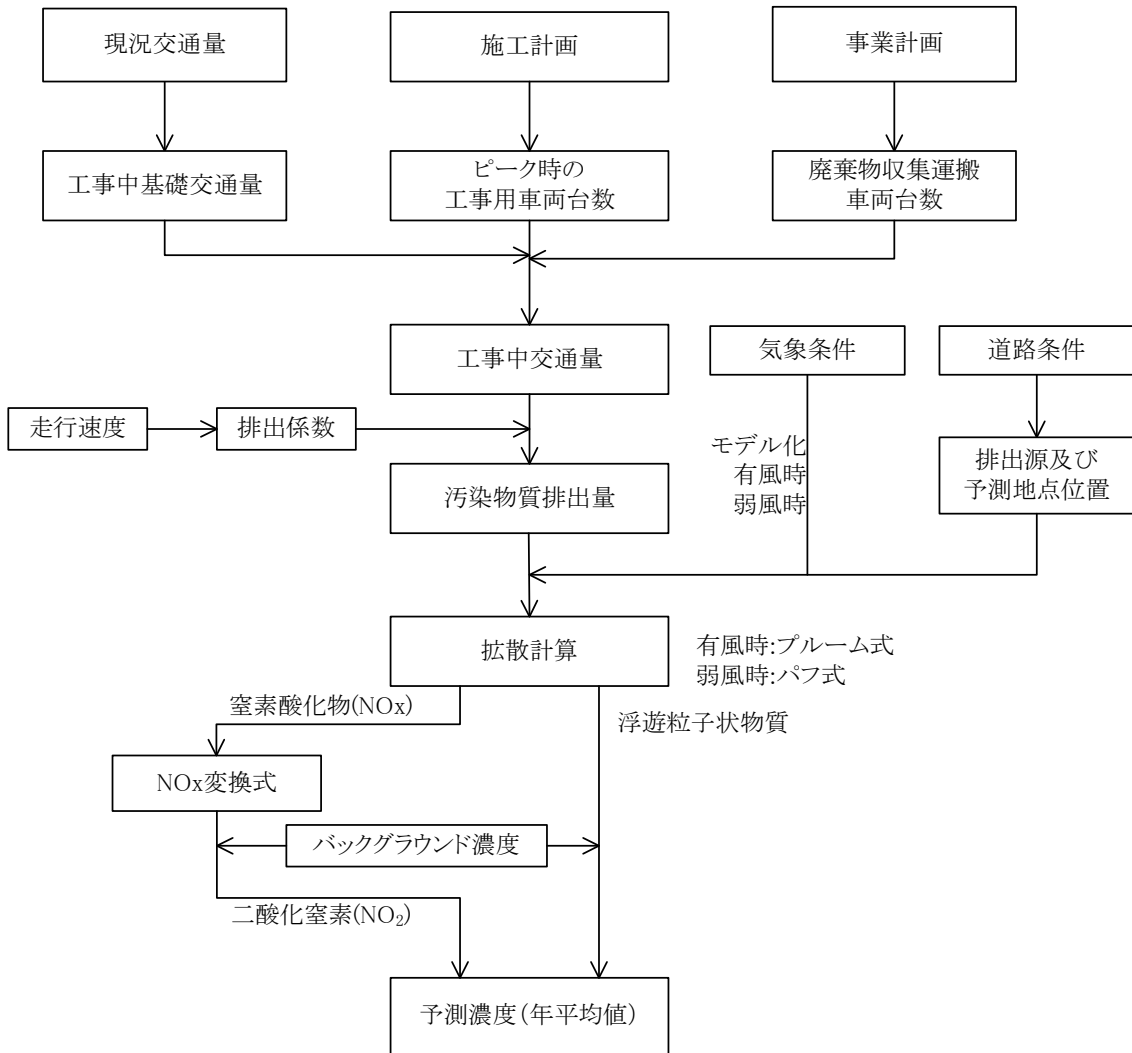 現況交通量
施工計画
事業計画
工事中基礎交通量
ピーク時の
工事用車両台数
廃棄物収集運搬
車両台数
工事中交通量
気象条件
道路条件
走行速度
排出係数
モデル化
有風時
弱風時
排出源及び
予測地点位置
汚染物質排出量
拡散計算
有風時:プルーム式
弱風時:パフ式
窒素酸化物(NOx)
浮遊粒子状物質
NOx変換式
バックグラウンド濃度
二酸化窒素(NO₂)
予測濃度(年平均値)